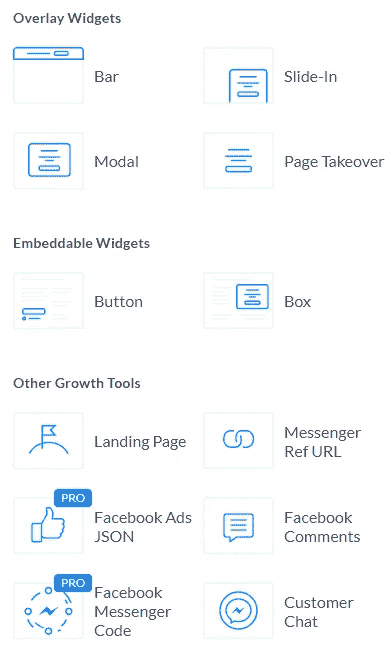 Overlay Widgets
Bar
Slide-In
Modal
Page Takeover
Embeddable Widgets
Button
Box
Other Growth Tools
Landing Page
Messenger
Ref URL
PRO
Facebook Ads
JSON
Facebook
Comments
PRO
Facebook
Messenger
Code
Customer
Chat